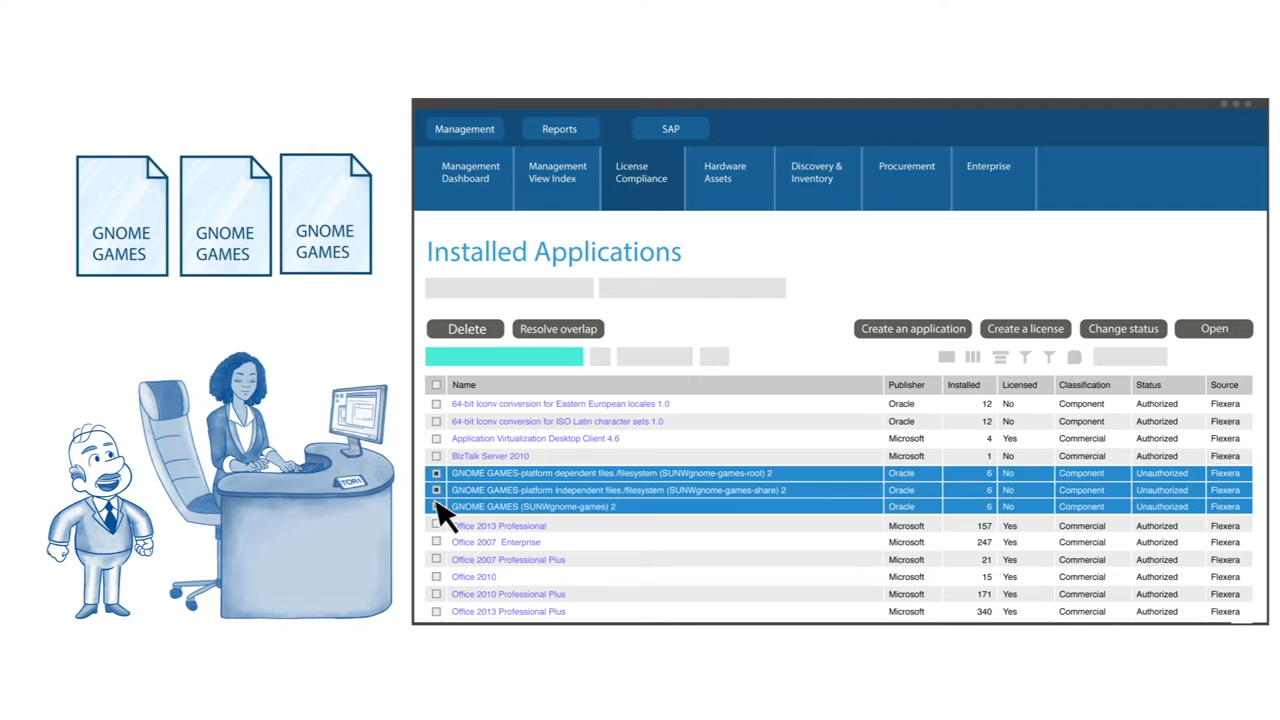 GNOME
GAMES
GNOME
GAMES
GNOME
GAMES
TORI
Management Reports SAP
Management Dashboard Management View Index License Compliance Hardware Assets Discovery & Inventory Procurement Enterprise
Installed Applications
Delete Resolve overlap Create an application Create a license Change status Open
Name Publisher Installed Licensed Classification Status Source
64-bit Iconv conversion for Eastern European locales 1.0 Oracle 12 No Component Authorized Flexera
64-bit Iconv conversion for ISO Latin character sets 1.0 Oracle 12 No Component Authorized Flexera
Application Virtualization Desktop Client 4.6 Microsoft 4 Yes Commercial Authorized Flexera
BizTalk Server 2010 Microsoft 1 No Commercial Authorized Flexera
GNOME GAMES-platform dependent files./filesystem (SUNWgnome-games-root) 2 Oracle 6 No Component Unauthorized Flexera
GNOME GAMES-platform Independent files./filesystem (SUNWgnome-games-share) 2 Oracle 6 No Component Unauthorized Flexera
GNOME GAMES (SUNWgnome-games) 2 Oracle 6 No Component Unauthorized Flexera
Office 2013 Professional Microsoft 157 Yes Commercial Authorized Flexera
Office 2007 Enterprise Microsoft 247 Yes Commercial Authorized Flexera
Office 2007 Professional Plus Microsoft 21 Yes Commercial Authorized Flexera
Office 2010 Microsoft 15 Yes Commercial Authorized Flexera
Office 2010 Professional Plus Microsoft 171 Yes Commercial Authorized Flexera
Office 2013 Professional Plus Microsoft 340 Yes Commercial Authorized Flexera